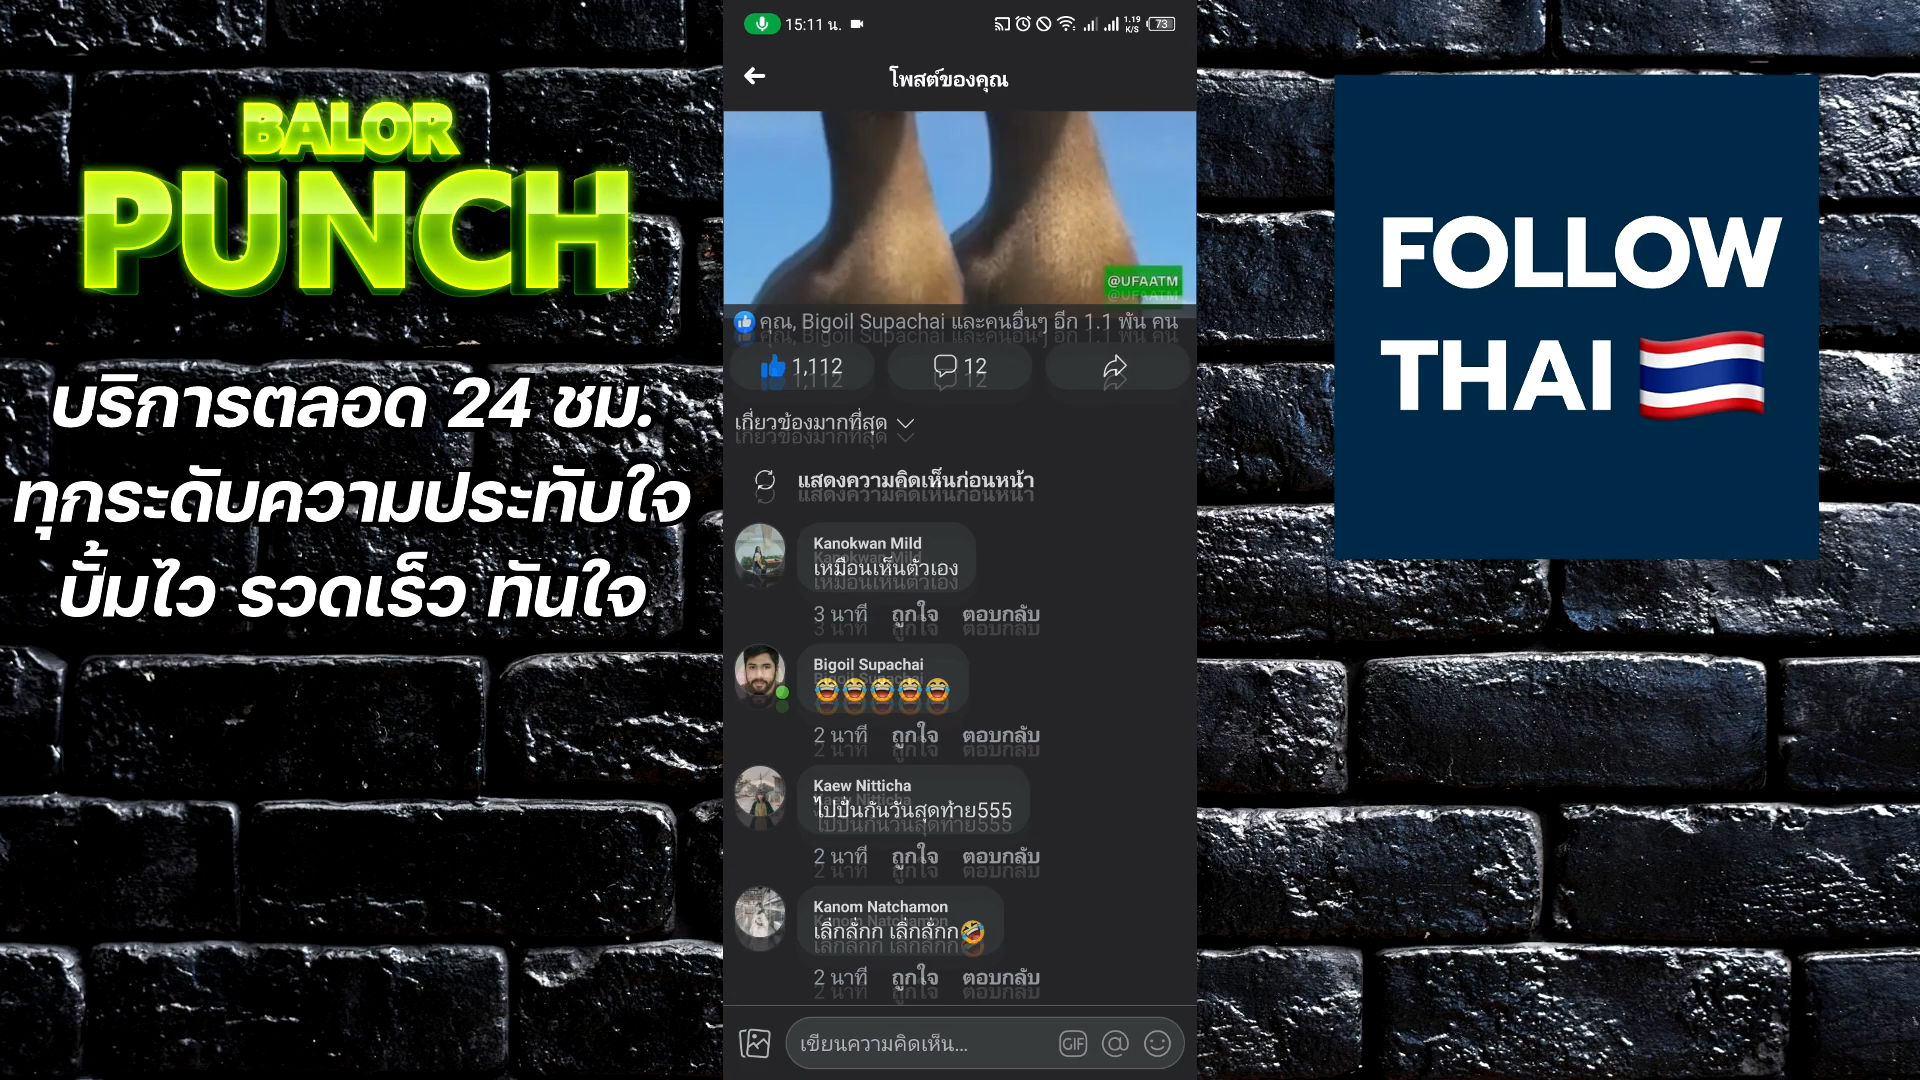 BALOR
PUNCH
บริการตลอด 24 ชม.
ทุกระดับความประทับใจ
ปั้มไว รวดเร็ว ทันใจ
15:11 น.
1.19
K/S
73
โพสต์ของคุณ
@UFAATM
คุณ, Bigoil Supachai และคนอื่นๆ อีก 1.1 พัน คน
1,112
12
เกี่ยวข้องมากที่สุด
แสดงความคิดเห็นก่อนหน้า
Kanokwan Mild
เหมือนเห็นตัวเอง
3 นาที ถูกใจ ตอบกลับ
Bigoil Supachai
😂😂😂😂😂
2 นาที ถูกใจ ตอบกลับ
Kaew Nitticha
ไปปั่นกันวันสุดท้าย555
2 นาที ถูกใจ ตอบกลับ
Kanom Natchamon
เลิ่กลั่กก เลิ่กลั่กก🤣
2 นาที ถูกใจ ตอบกลับ
เขียนความคิดเห็น...
GIF
FOLLOW
THAI 🇹🇭